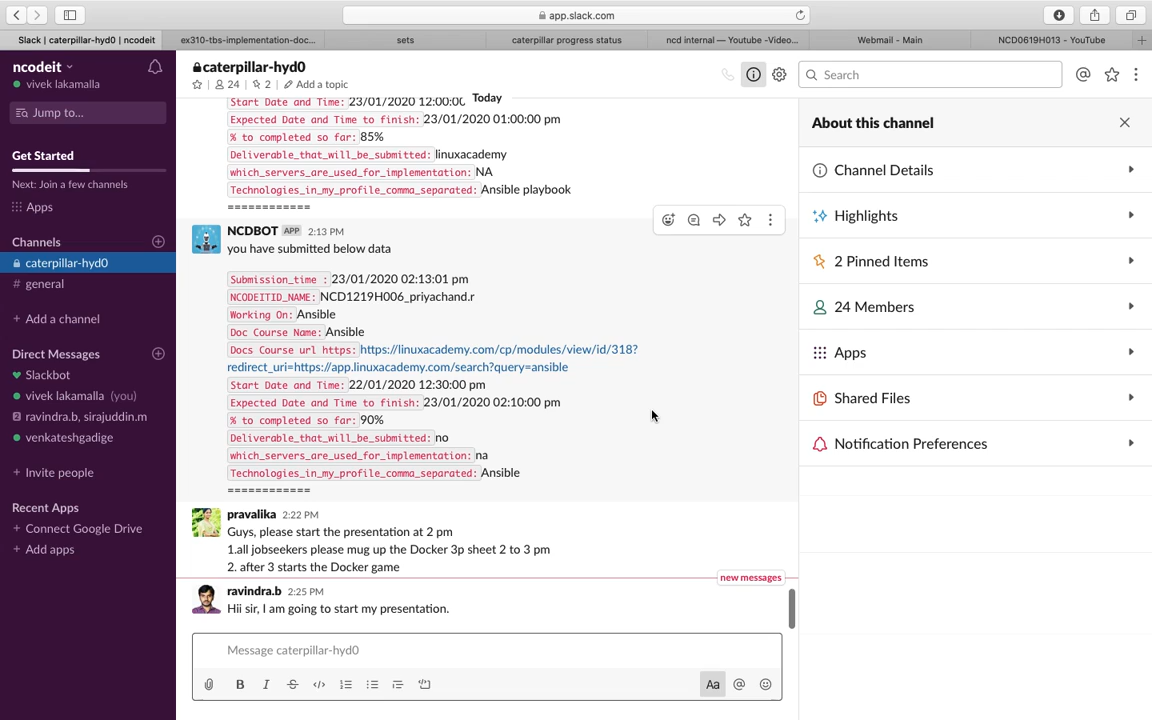 app.slack.com
Slack | caterpillar-hyd0 | ncodeit
ex310-tbs-implementation-doc...
sets
caterpillar progress status
ncd internal — Youtube -Video...
Webmail - Main
NCD0619H013 - YouTube
ncodeit
vivek lakamalla
Jump to...
Get Started
Next: Join a few channels
Apps
Channels
caterpillar-hyd0
# general
+ Add a channel
Direct Messages
Slackbot
vivek lakamalla (you)
2 ravindra.b, sirajuddin.m
venkateshgadige
+ Invite people
Recent Apps
+ Connect Google Drive
+ Add apps
caterpillar-hyd0
24 | 2 | Add a topic
Search
Today
Start Date and Time: 23/01/2020 12:00:00
Expected Date and Time to finish: 23/01/2020 01:00:00 pm
% to completed so far: 85%
Deliverable_that_will_be_submitted: linuxacademy
which_servers_are_used_for_implementation: NA
Technologies_in_my_profile_comma_separated: Ansible playbook
============
NCDBOT APP 2:13 PM
you have submitted below data
Submission_time : 23/01/2020 02:13:01 pm
NCODEITID_NAME: NCD1219H006_priyachand.r
Working On: Ansible
Doc Course Name: Ansible
Docs Course url https: https://linuxacademy.com/cp/modules/view/id/318?
redirect_uri=https://app.linuxacademy.com/search?query=ansible
Start Date and Time: 22/01/2020 12:30:00 pm
Expected Date and Time to finish: 23/01/2020 02:10:00 pm
% to completed so far: 90%
Deliverable_that_will_be_submitted: no
which_servers_are_used_for_implementation: na
Technologies_in_my_profile_comma_separated: Ansible
============
pravalika 2:22 PM
Guys, please start the presentation at 2 pm
1.all jobseekers please mug up the Docker 3p sheet 2 to 3 pm
2. after 3 starts the Docker game
new messages
ravindra.b 2:25 PM
Hii sir, I am going to start my presentation.
Message caterpillar-hyd0
B I S Aa @
About this channel
Channel Details
Highlights
2 Pinned Items
24 Members
Apps
Shared Files
Notification Preferences